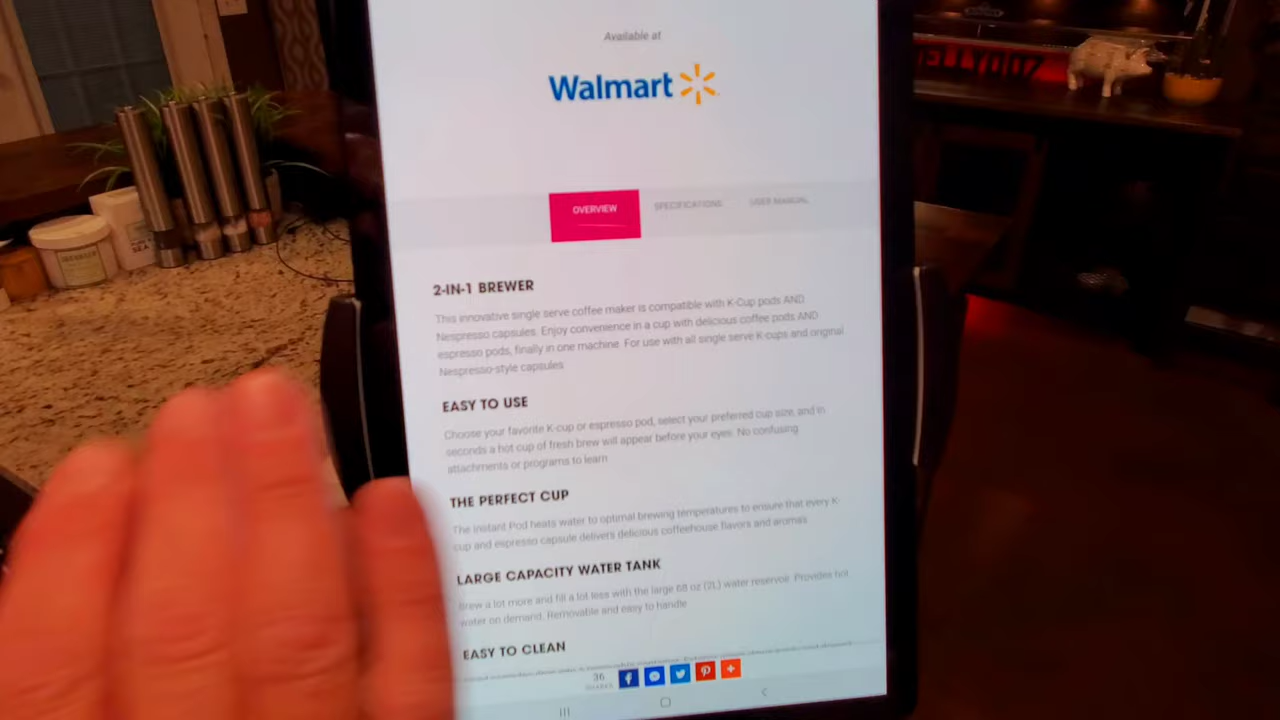 Available at
Walmart
OVERVIEW
SPECIFICATIONS
USER MANUAL
2-IN-1 BREWER
This innovative single serve coffee maker is compatible with K-Cup pods AND
Nespresso capsules. Enjoy convenience in a cup with delicious coffee pods AND
espresso pods, finally in one machine. For use with all single serve K-cups and original
Nespresso-style capsules
EASY TO USE
Choose your favorite K-cup or espresso pod, select your preferred cup size, and in
seconds a hot cup of fresh brew will appear before your eyes. No confusing
attachments or programs to learn
THE PERFECT CUP
The Instant Pod heats water to optimal brewing temperatures to ensure that every K-
cup and espresso capsule delivers delicious coffeehouse flavors and aromas
LARGE CAPACITY WATER TANK
Brew a lot more and fill a lot less with the large 68 oz (2L) water reservoir. Provides hot
water on demand. Removable and easy to handle
EASY TO CLEAN
36
SHARES
SEA